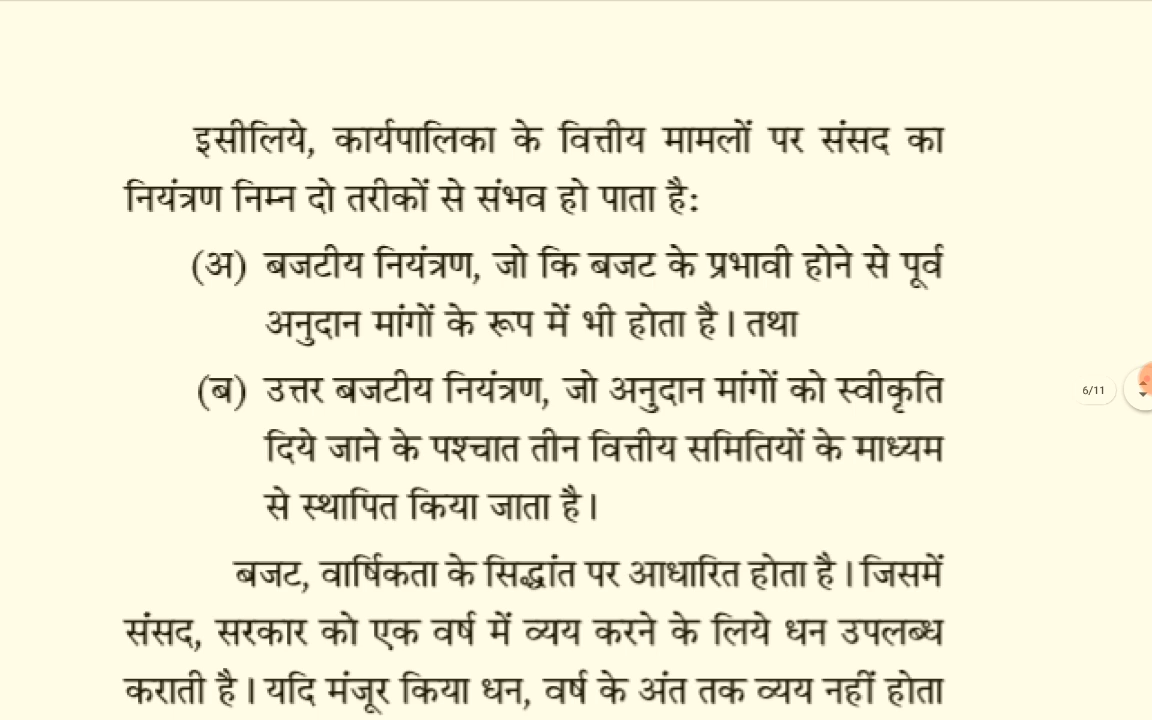 इसीलिये, कार्यपालिका के वित्तीय मामलों पर संसद का
नियंत्रण निम्न दो तरीकों से संभव हो पाता है:
(अ) बजटीय नियंत्रण, जो कि बजट के प्रभावी होने से पूर्व
अनुदान मांगों के रूप में भी होता है। तथा
(ब) उत्तर बजटीय नियंत्रण, जो अनुदान मांगों को स्वीकृति
दिये जाने के पश्चात तीन वित्तीय समितियों के माध्यम
से स्थापित किया जाता है।
बजट, वार्षिकता के सिद्धांत पर आधारित होता है। जिसमें
संसद, सरकार को एक वर्ष में व्यय करने के लिये धन उपलब्ध
कराती है। यदि मंजूर किया धन, वर्ष के अंत तक व्यय नहीं होता
6/11